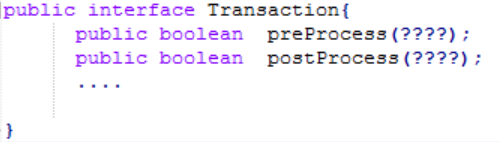 public interface Transaction{
public boolean  preProcess(????);
public boolean  postProcess(????);
....
}